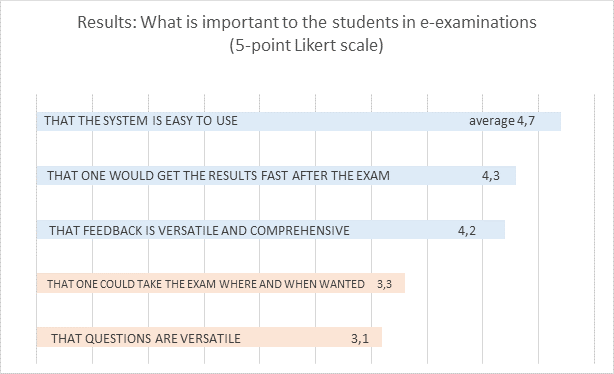 Results: What is important to the students in e-examinations
(5-point Likert scale)
THAT THE SYSTEM IS EASY TO USE average 4,7
THAT ONE WOULD GET THE RESULTS FAST AFTER THE EXAM 4,3
THAT FEEDBACK IS VERSATILE AND COMPREHENSIVE 4,2
THAT ONE COULD TAKE THE EXAM WHERE AND WHEN WANTED 3,3
THAT QUESTIONS ARE VERSATILE 3,1